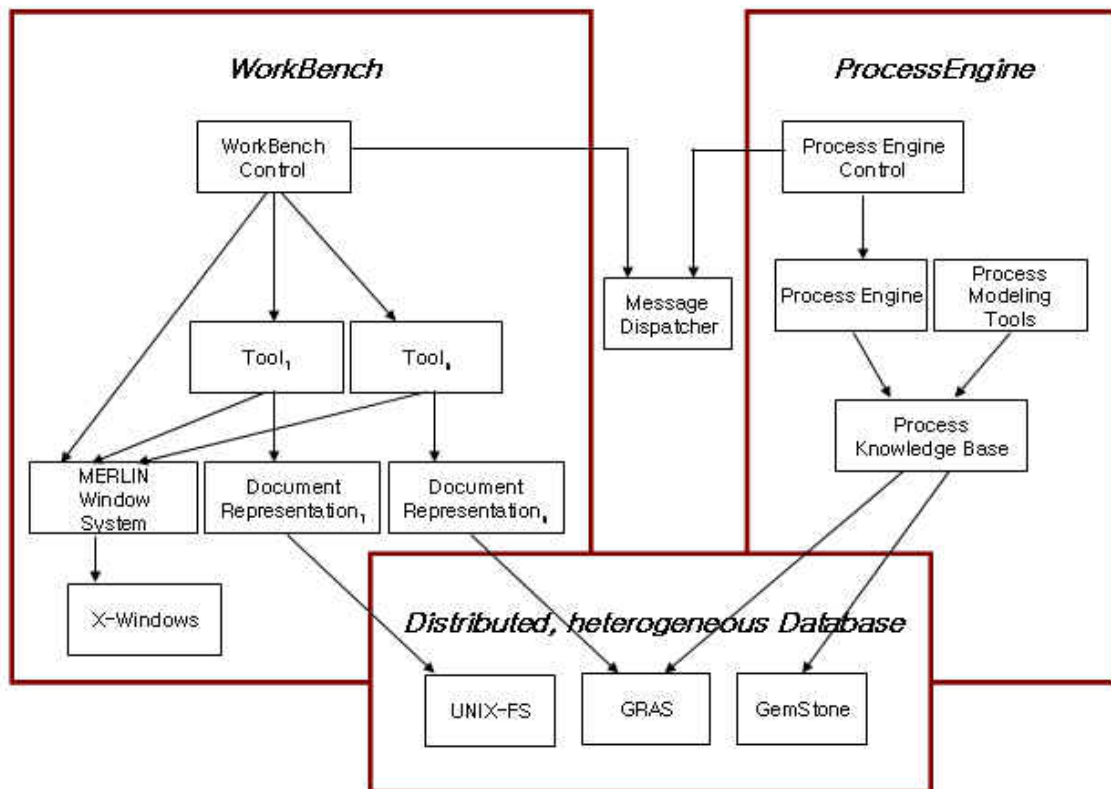 WorkBench
ProcessEngine
WorkBench
Control
Process Engine
Control
Message
Dispatcher
Process Engine
Process
Modeling
Tools
Tool₁
Tool
Process
Knowledge Base
MERLIN
Window
System
Document
Representation₁
Document
Representation
X-Windows
Distributed, heterogeneous Database
UNIX-FS
GRAS
GemStone